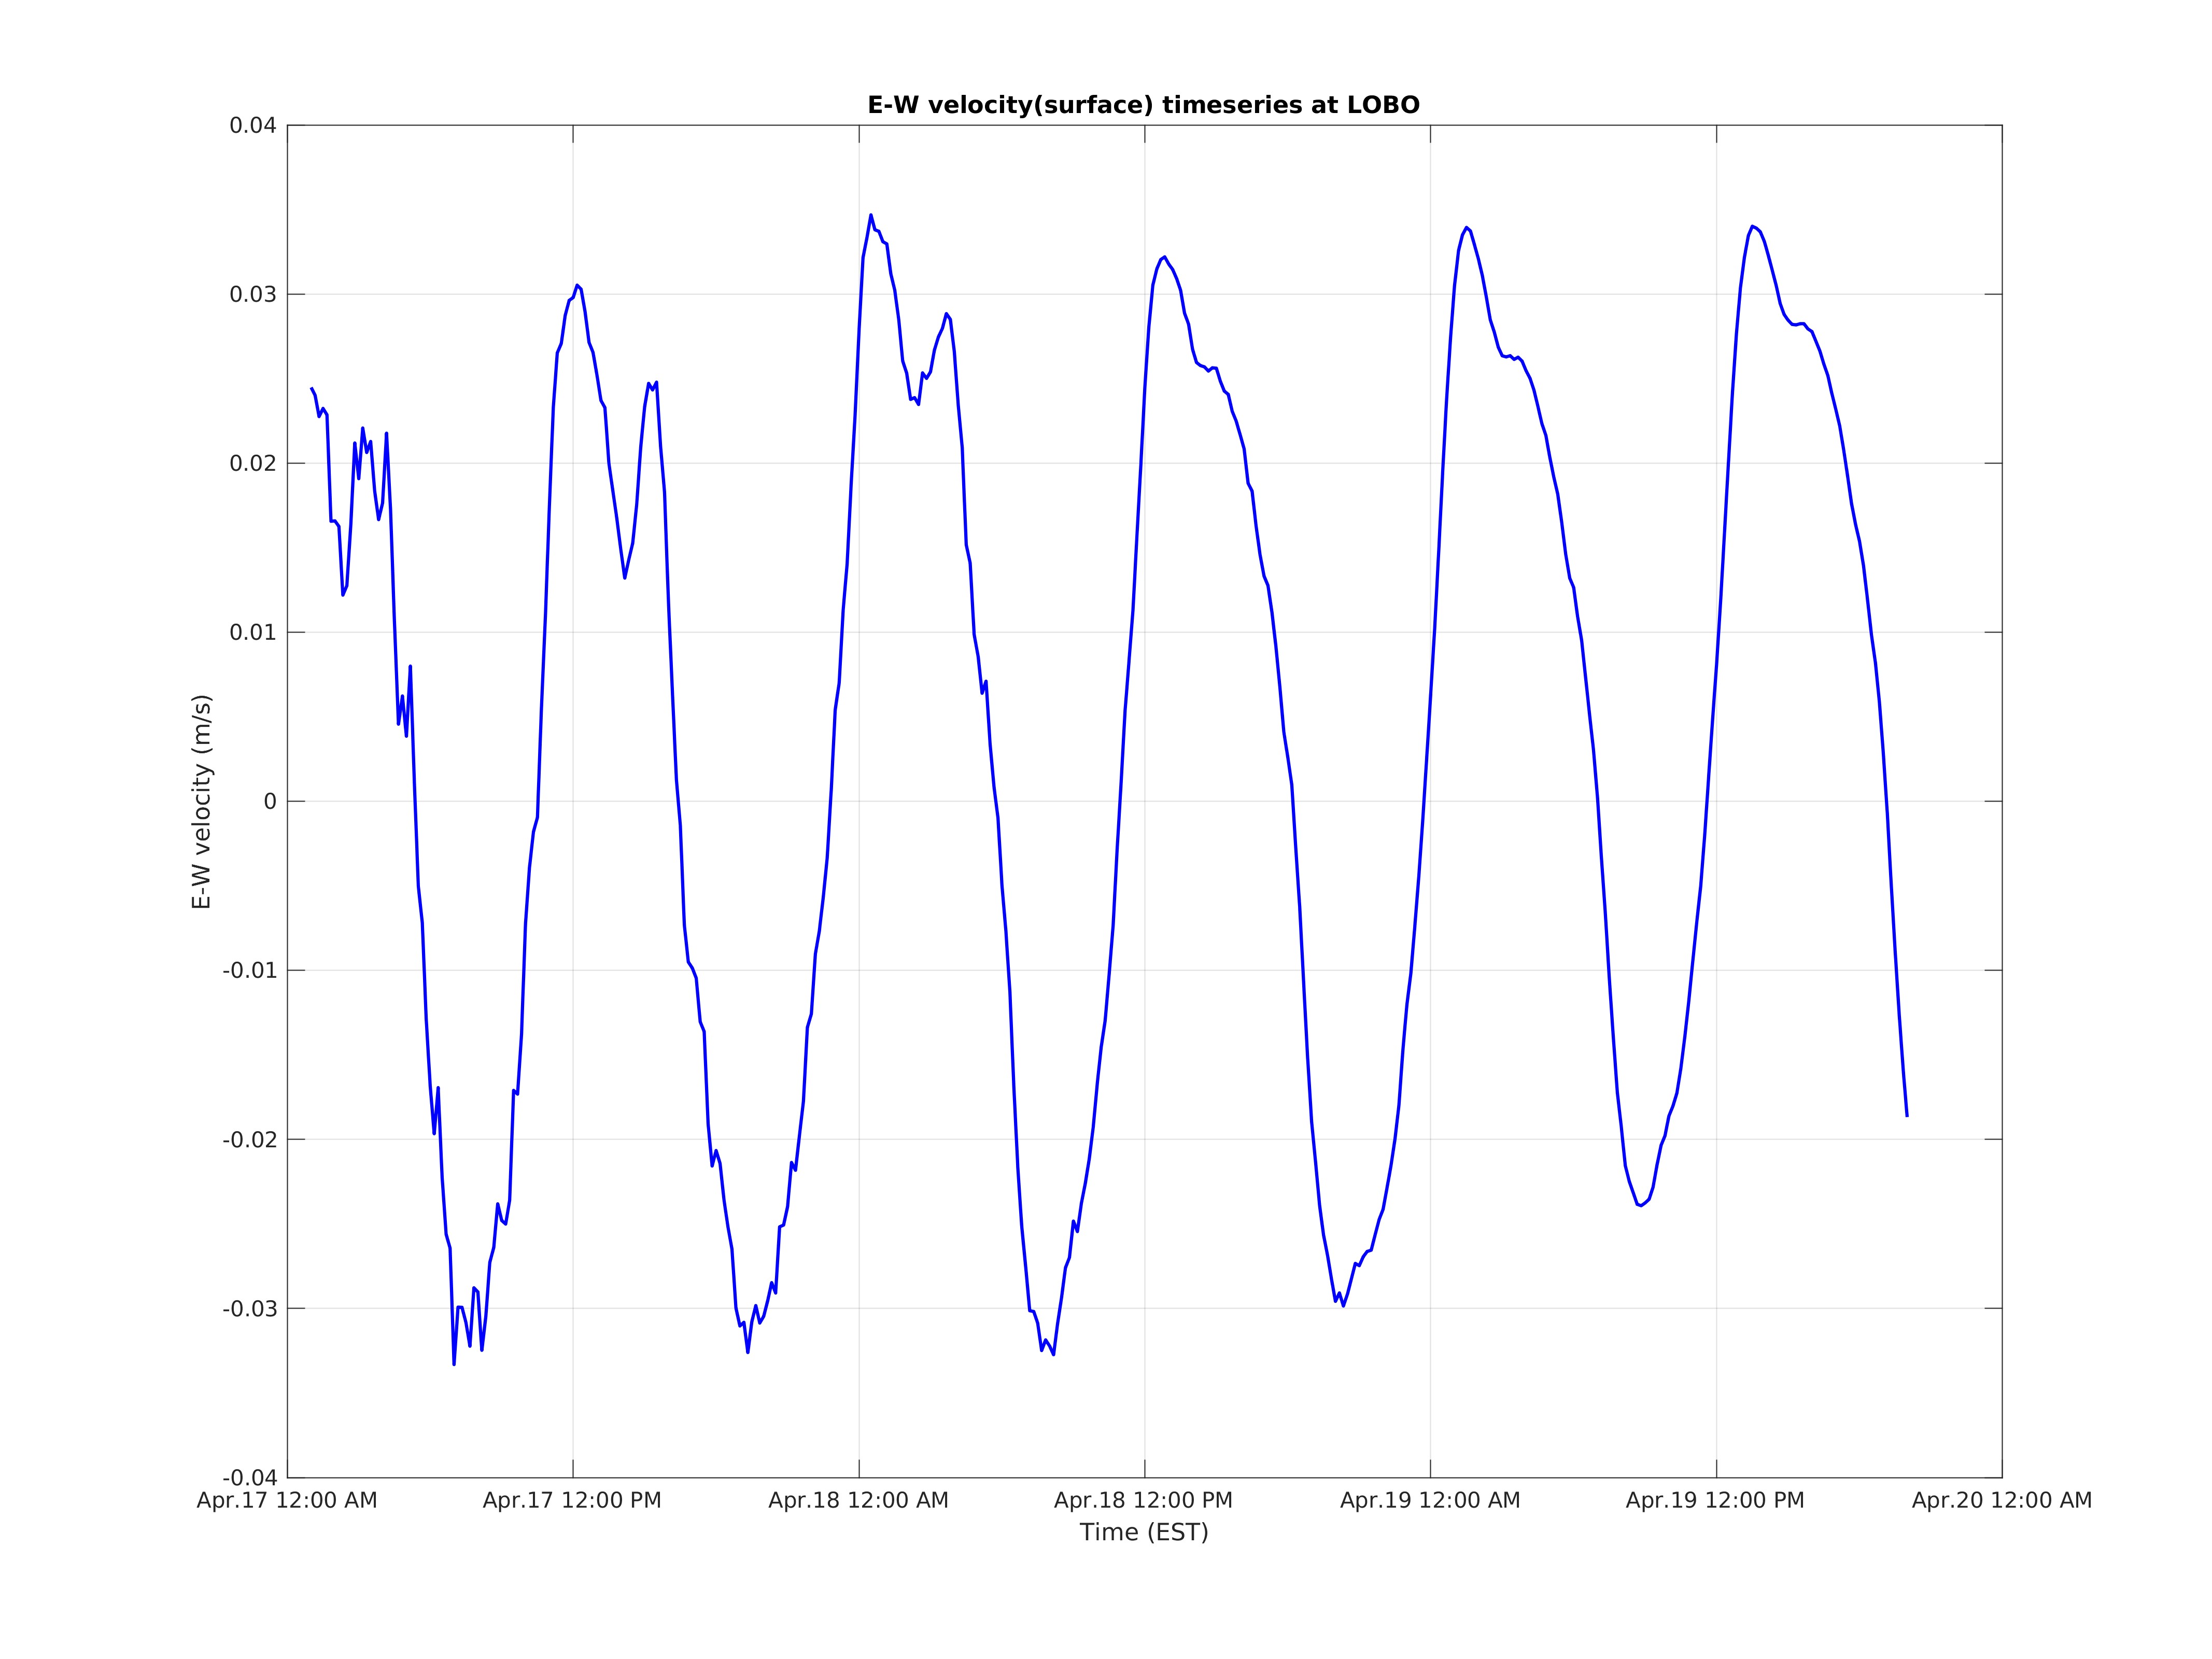 E-W velocity(surface) timeseries at LOBO
0.04
0.03
0.02
0.01
0
-0.01
-0.02
-0.03
-0.04
E-W velocity (m/s)
Apr.17 12:00 AM Apr.17 12:00 PM Apr.18 12:00 AM Apr.18 12:00 PM Apr.19 12:00 AM Apr.19 12:00 PM Apr.20 12:00 AM
Time (EST)